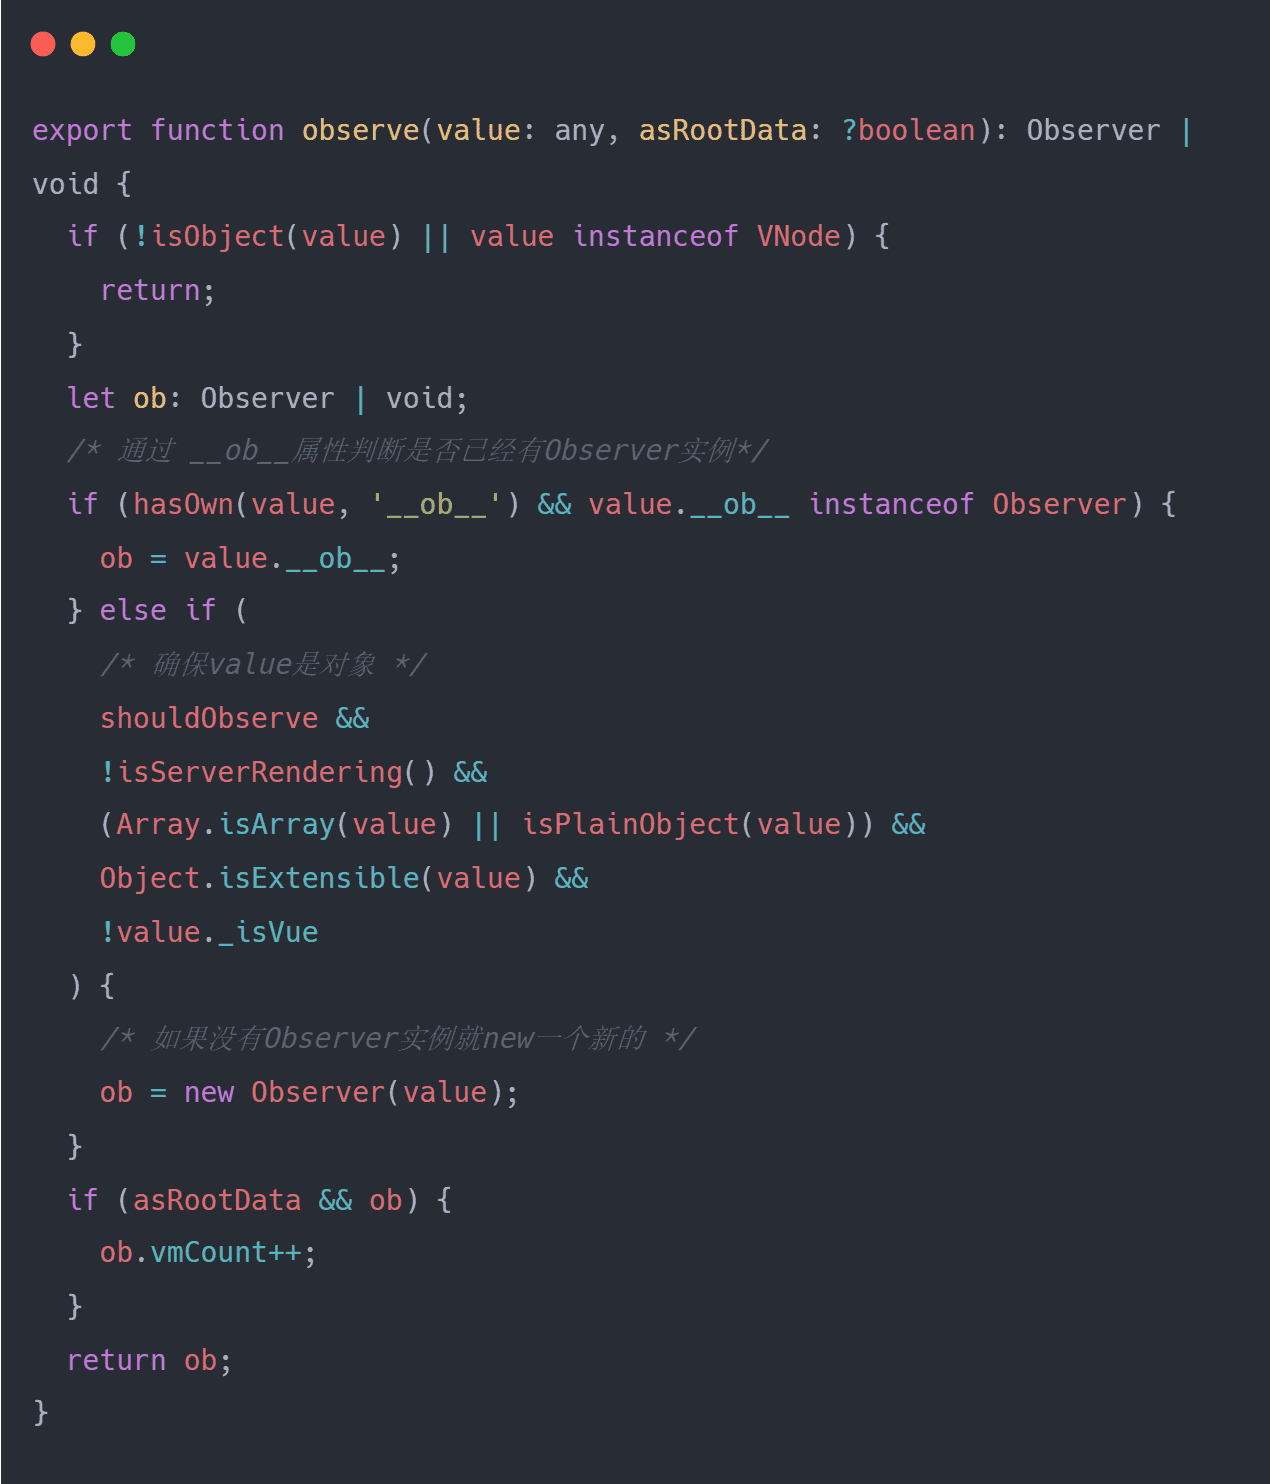 export function observe(value: any, asRootData: ?boolean): Observer |
void {
  if (!isObject(value) || value instanceof VNode) {
    return;
  }
  let ob: Observer | void;
  /* 通过 __ob__属性判断是否已经有Observer实例*/
  if (hasOwn(value, '__ob__') && value.__ob__ instanceof Observer) {
    ob = value.__ob__;
  } else if (
    /* 确保value是对象 */
    shouldObserve &&
    !isServerRendering() &&
    (Array.isArray(value) || isPlainObject(value)) &&
    Object.isExtensible(value) &&
    !value._isVue
  ) {
    /* 如果没有Observer实例就new一个新的 */
    ob = new Observer(value);
  }
  if (asRootData && ob) {
    ob.vmCount++;
  }
  return ob;
}